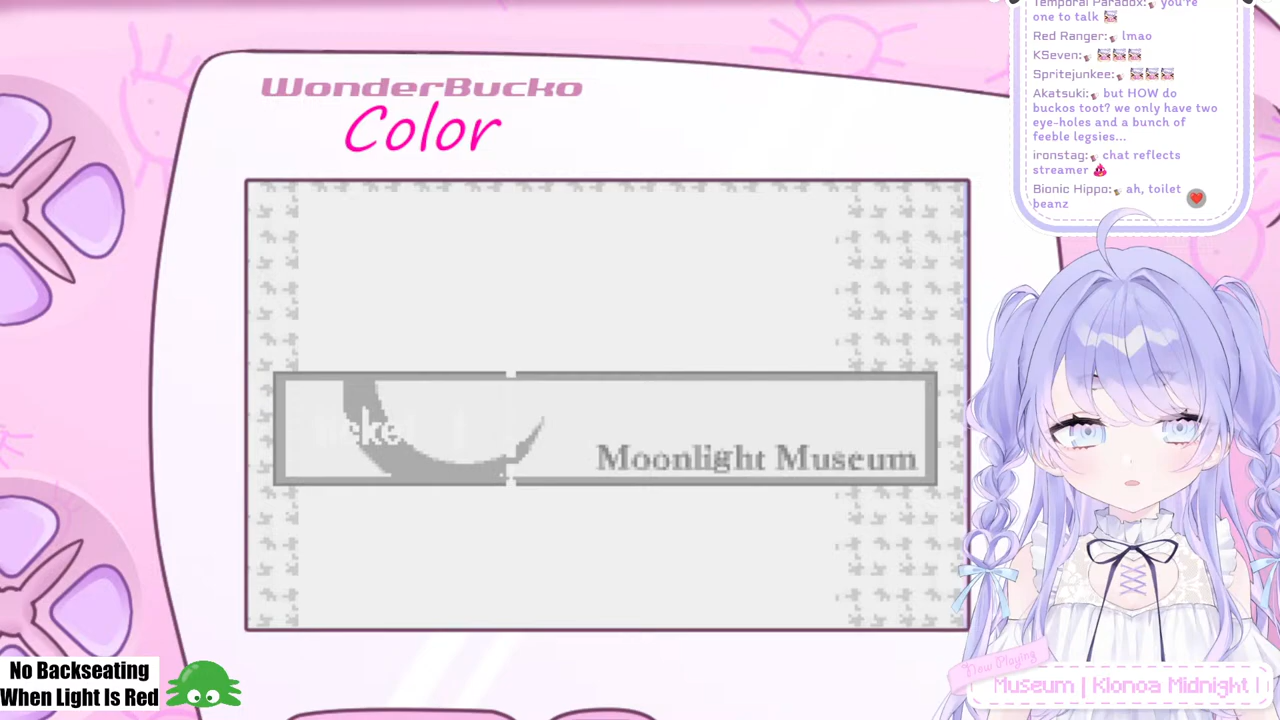 WonderBucko
Color
Moonlight Museum
Temporal Paradox: you're
one to talk
Red Ranger: lmao
KSeven:
Spritejunkee:
Akatsuki: but HOW do
buckos toot? we only have two
eye-holes and a bunch of
feeble legsies...
ironstag: chat reflects
streamer
Bionic Hippo: ah, toilet
beanz
No Backseating
When Light Is Red
Now Playing
Museum | Klonoa Midnight |